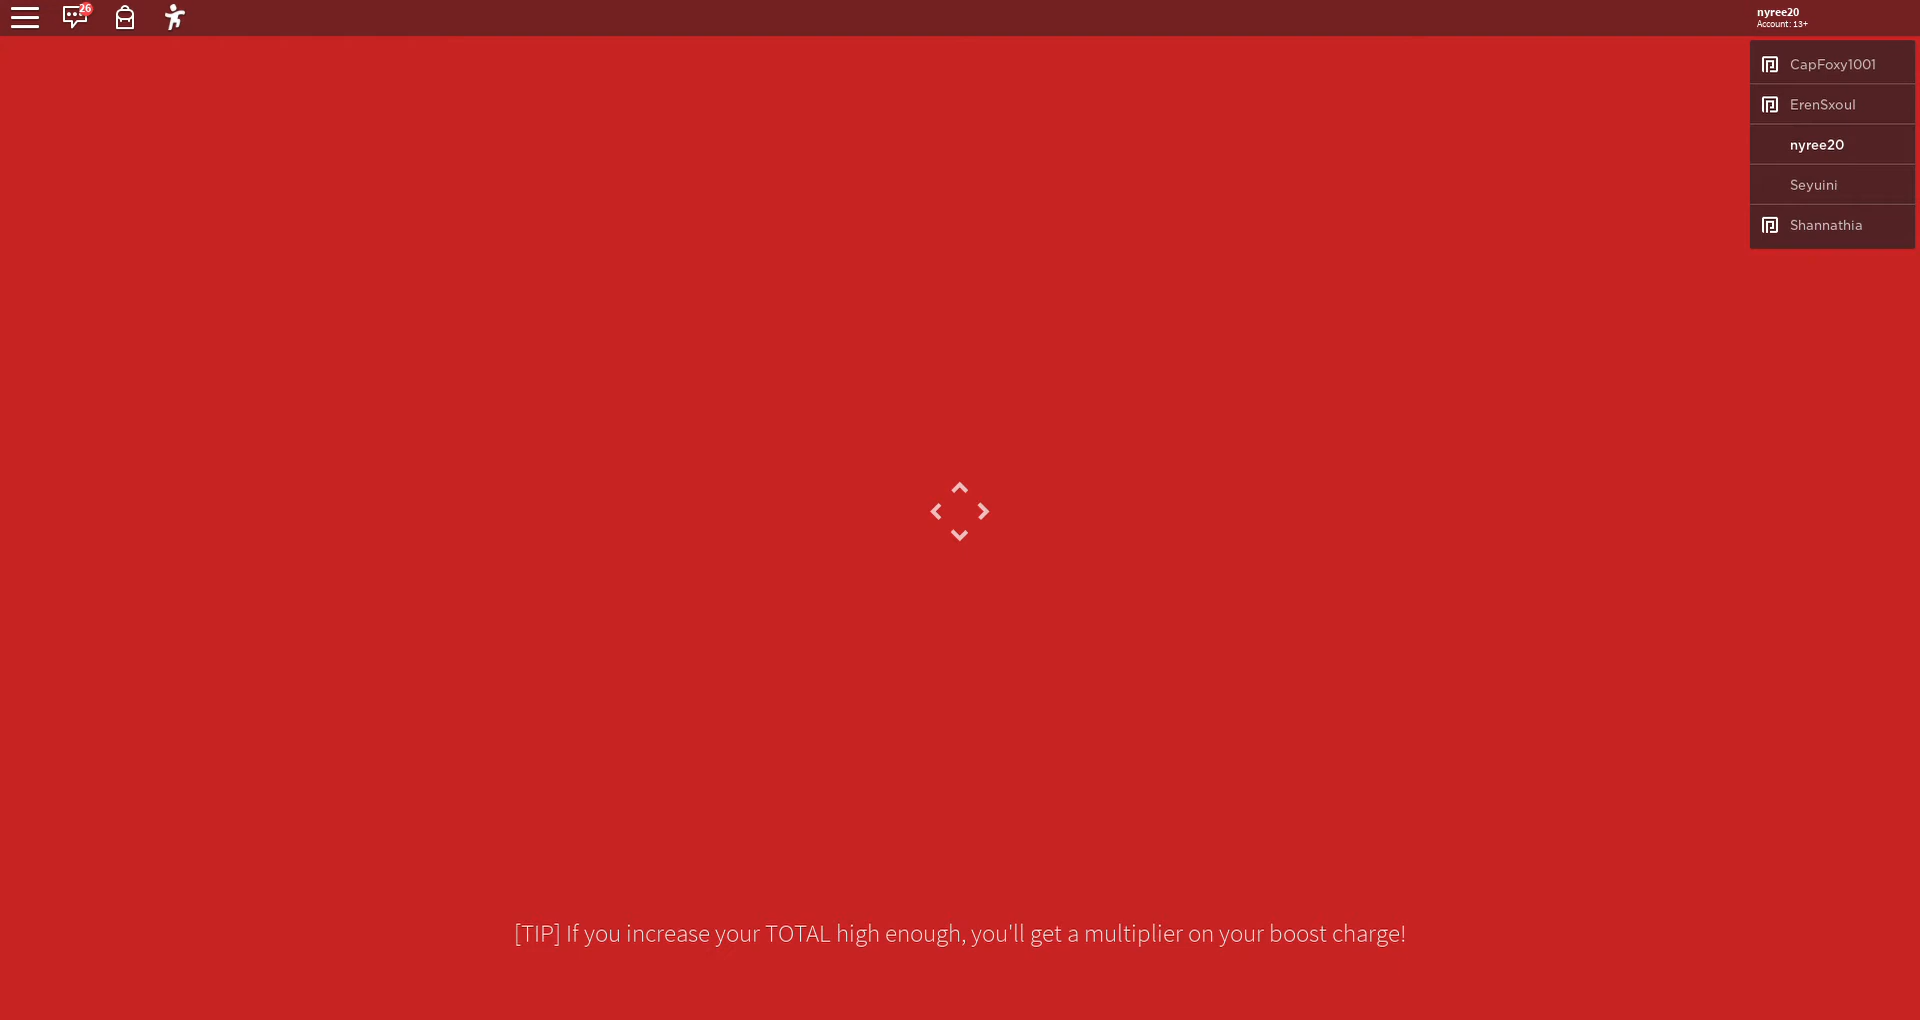 26
nyree20
Account: 13+
CapFoxy1001
ErenSxoul
nyree20
Seyuini
Shannathia
[TIP] If you increase your TOTAL high enough, you'll get a multiplier on your boost charge!